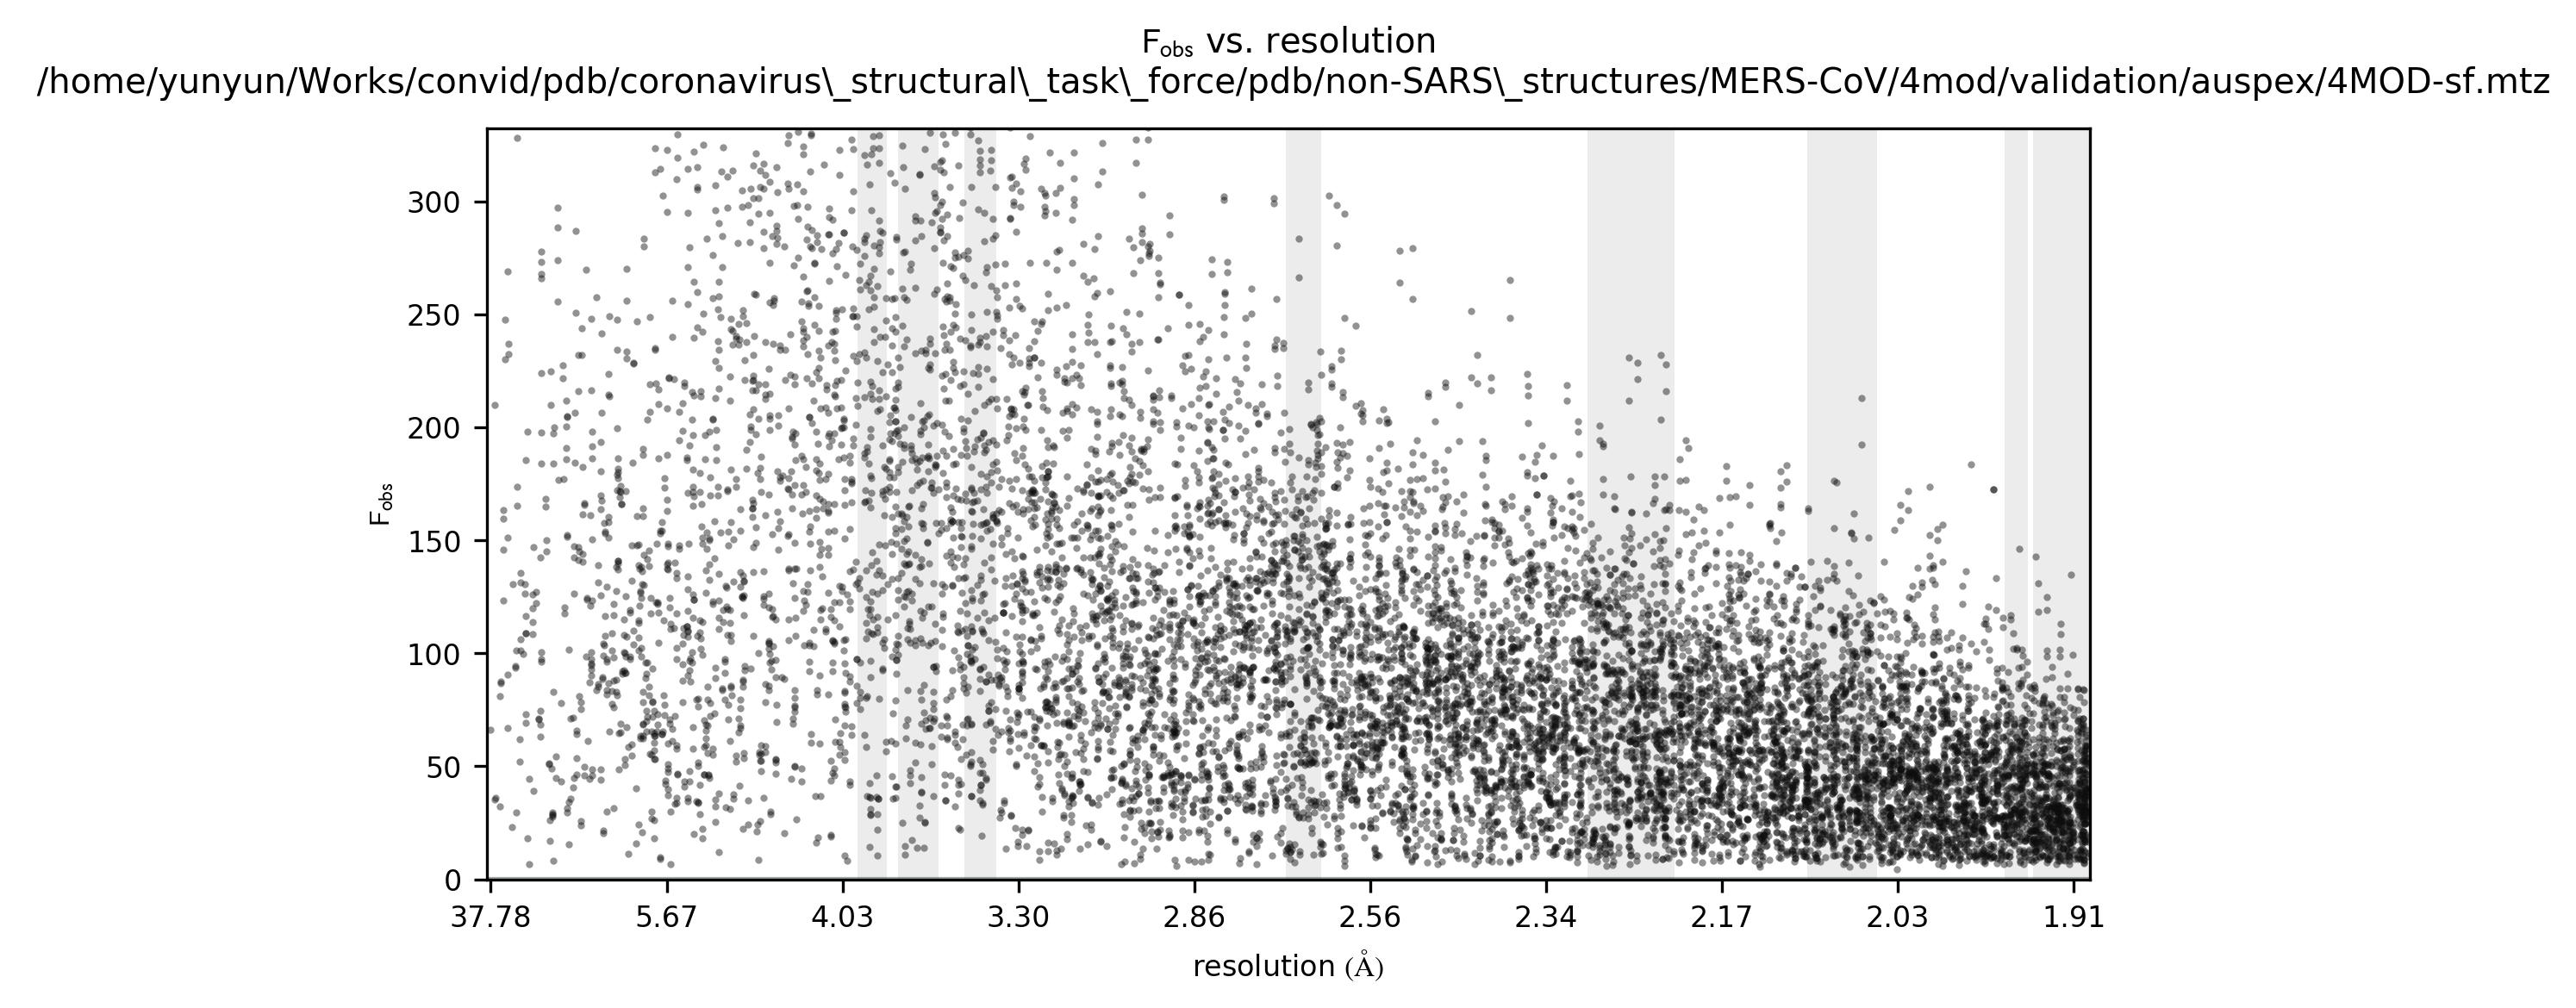 F_obs vs. resolution
/home/yunyun/Works/convid/pdb/coronavirus\_structural\_task\_force/pdb/non-SARS\_structures/MERS-CoV/4mod/validation/auspex/4MOD-sf.mtz
300
250
200
150
100
50
0
F_obs
37.78 5.67 4.03 3.30 2.86 2.56 2.34 2.17 2.03 1.91
resolution (Å)